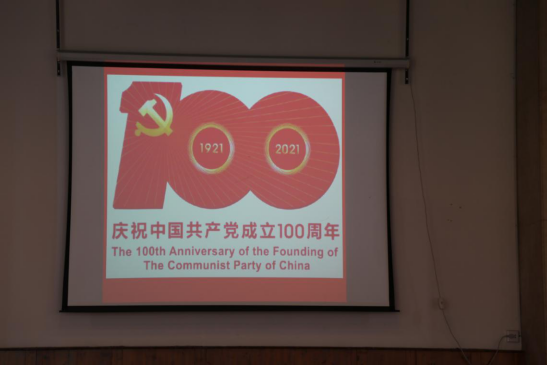 100
1921
2021
庆祝中国共产党成立100周年
The 100th Anniversary of the Founding of
The Communist Party of China